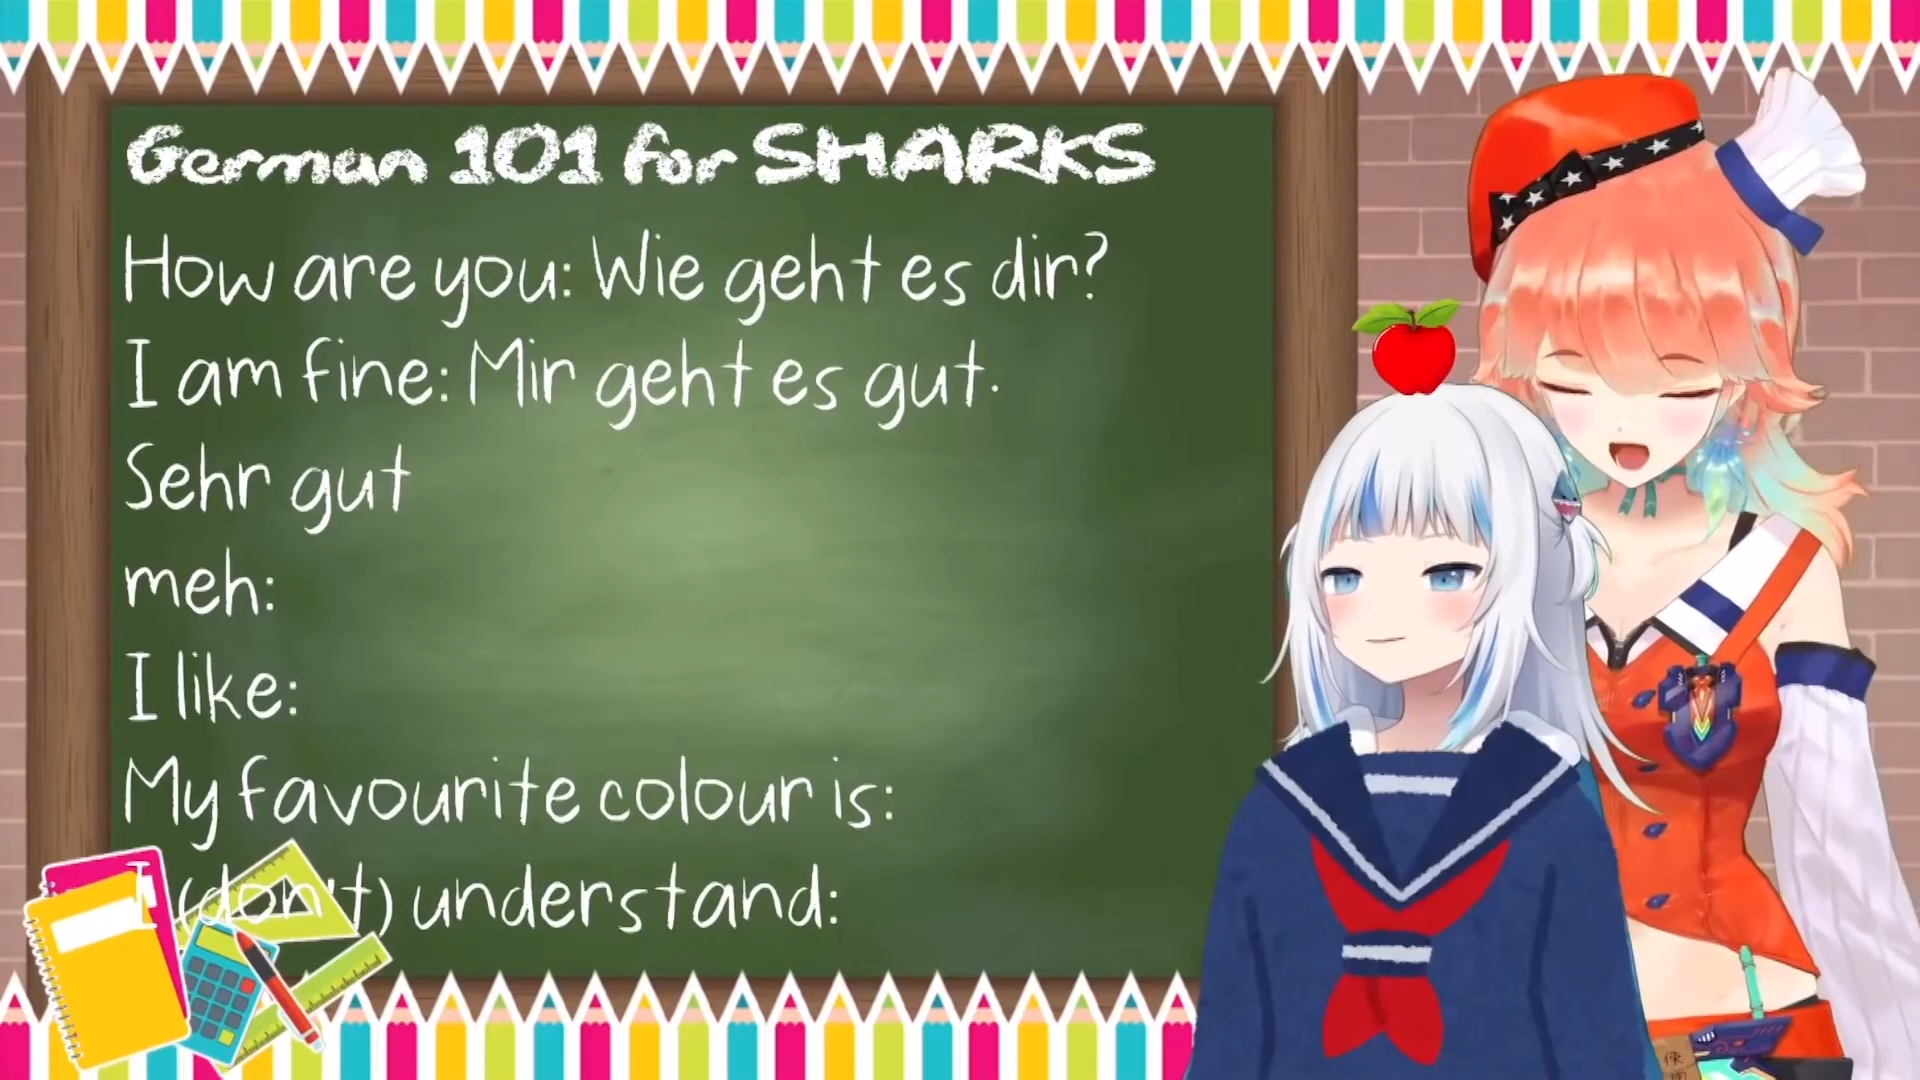 German 101 for SHARKS
How are you: Wie geht es dir?
I am fine: Mir geht es gut.
Sehr gut
meh:
I like:
My favourite colour is:
I (don't) understand: